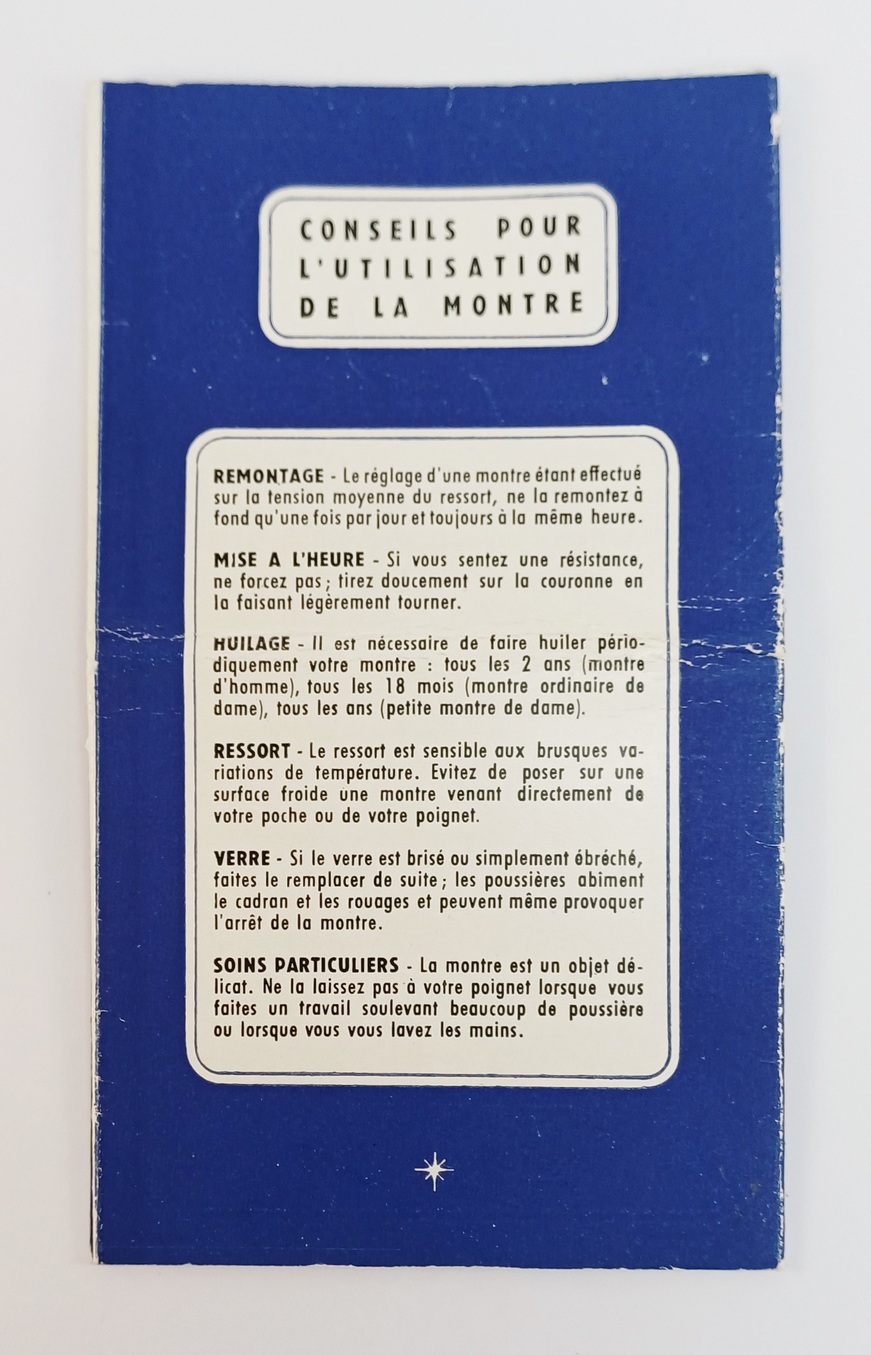 CONSEILS POUR
L'UTILISATION
DE LA MONTRE
REMONTAGE - Le réglage d'une montre étant effectué
sur la tension moyenne du ressort, ne la remontez à
fond qu'une fois par jour et toujours à la même heure.
MISE A L'HEURE - Si vous sentez une résistance,
ne forcez pas ; tirez doucement sur la couronne en
la faisant légèrement tourner.
HUILAGE - Il est nécessaire de faire huiler pério-
diquement votre montre : tous les 2 ans (montre
d'homme), tous les 18 mois (montre ordinaire de
dame), tous les ans (petite montre de dame).
RESSORT - Le ressort est sensible aux brusques va-
riations de température. Evitez de poser sur une
surface froide une montre venant directement de
votre poche ou de votre poignet.
VERRE - Si le verre est brisé ou simplement ébréché,
faites le remplacer de suite ; les poussières abiment
le cadran et les rouages et peuvent même provoquer
l'arrêt de la montre.
SOINS PARTICULIERS - La montre est un objet dé-
licat. Ne la laissez pas à votre poignet lorsque vous
faites un travail soulevant beaucoup de poussière
ou lorsque vous vous lavez les mains.